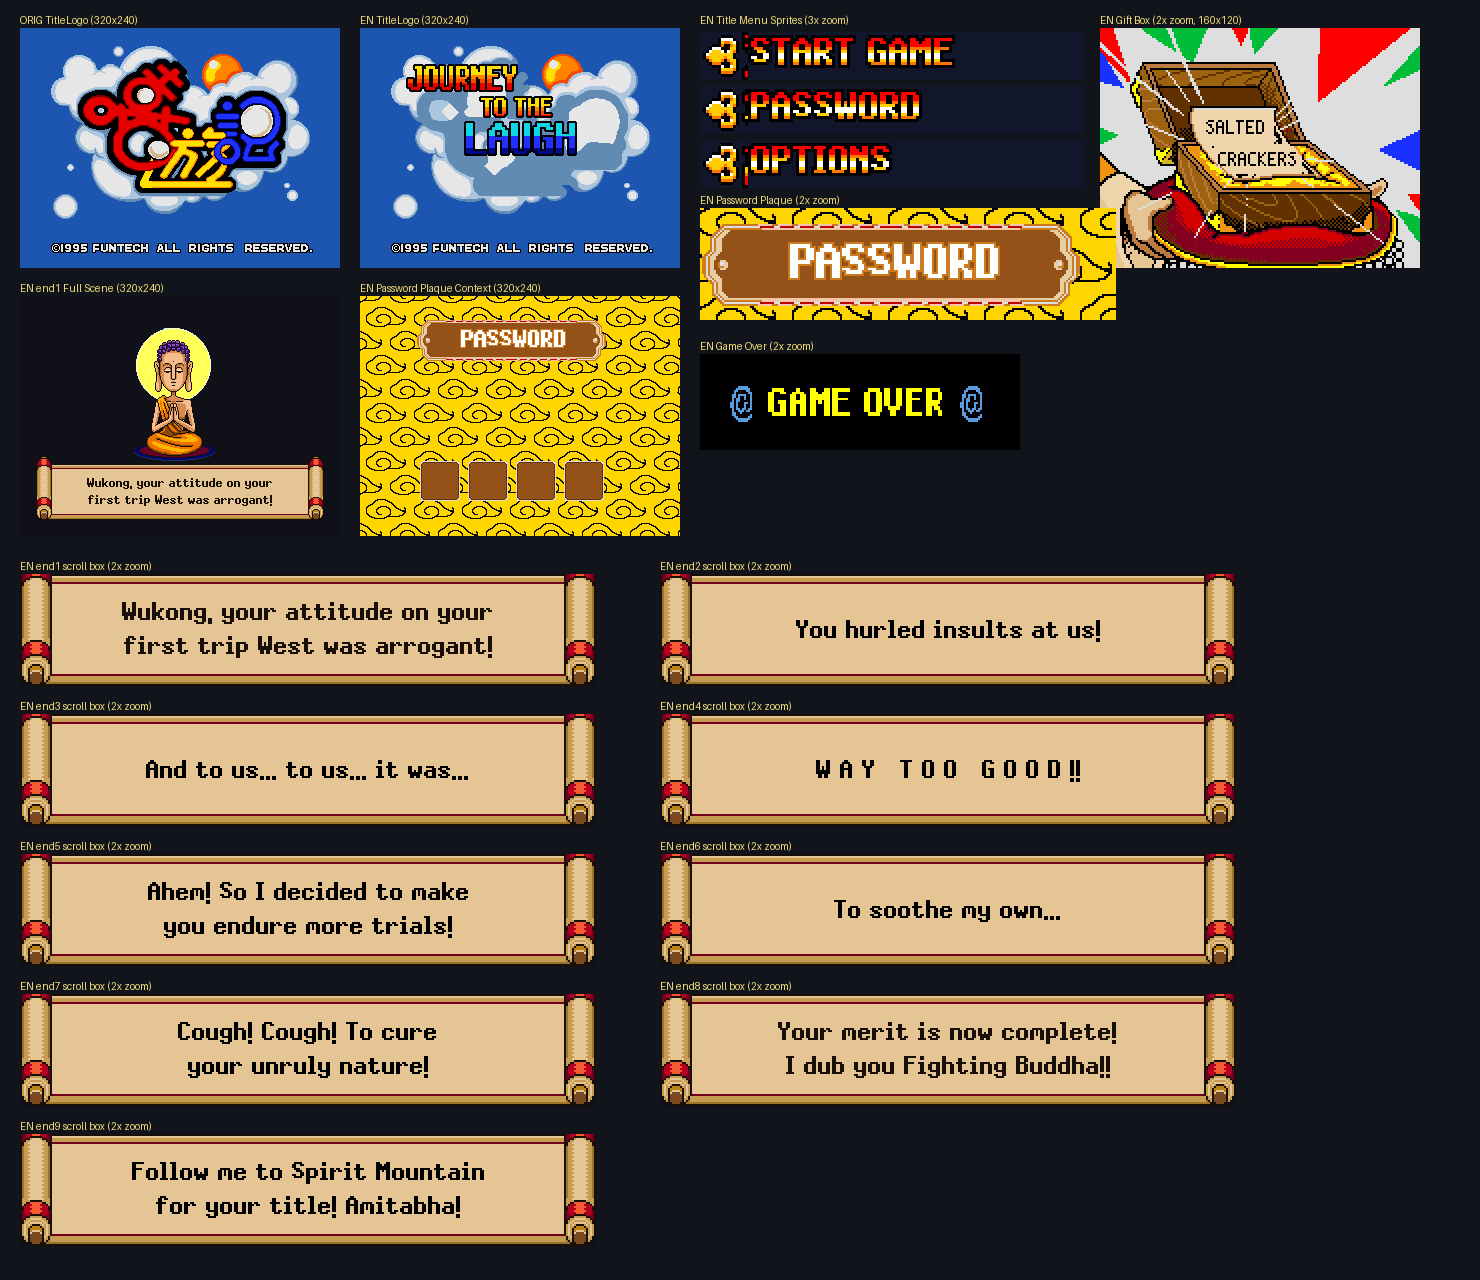 ORIG TitleLogo (320x240)
嘻
遊記
©1995 FUNTECH ALL RIGHTS RESERVED.
EN TitleLogo (320x240)
JOURNEY
TO THE
LAUGH
©1995 FUNTECH ALL RIGHTS RESERVED.
EN Title Menu Sprites (3x zoom)
START GAME
PASSWORD
OPTIONS
EN Gift Box (2x zoom, 160x120)
SALTED
CRACKERS
EN Password Plaque (2x zoom)
PASSWORD
EN end1 Full Scene (320x240)
Wukong, your attitude on your
first trip West was arrogant!
EN Password Plaque Context (320x240)
PASSWORD
EN Game Over (2x zoom)
@ GAME OVER @
EN end1 scroll box (2x zoom)
Wukong, your attitude on your
first trip West was arrogant!
EN end2 scroll box (2x zoom)
You hurled insults at us!
EN end3 scroll box (2x zoom)
And to us... to us... it was...
EN end4 scroll box (2x zoom)
WAY TOO GOOD!!
EN end5 scroll box (2x zoom)
Ahem! So I decided to make
you endure more trials!
EN end6 scroll box (2x zoom)
To soothe my own...
EN end7 scroll box (2x zoom)
Cough! Cough! To cure
your unruly nature!
EN end8 scroll box (2x zoom)
Your merit is now complete!
I dub you Fighting Buddha!!
EN end9 scroll box (2x zoom)
Follow me to Spirit Mountain
for your title! Amitabha!